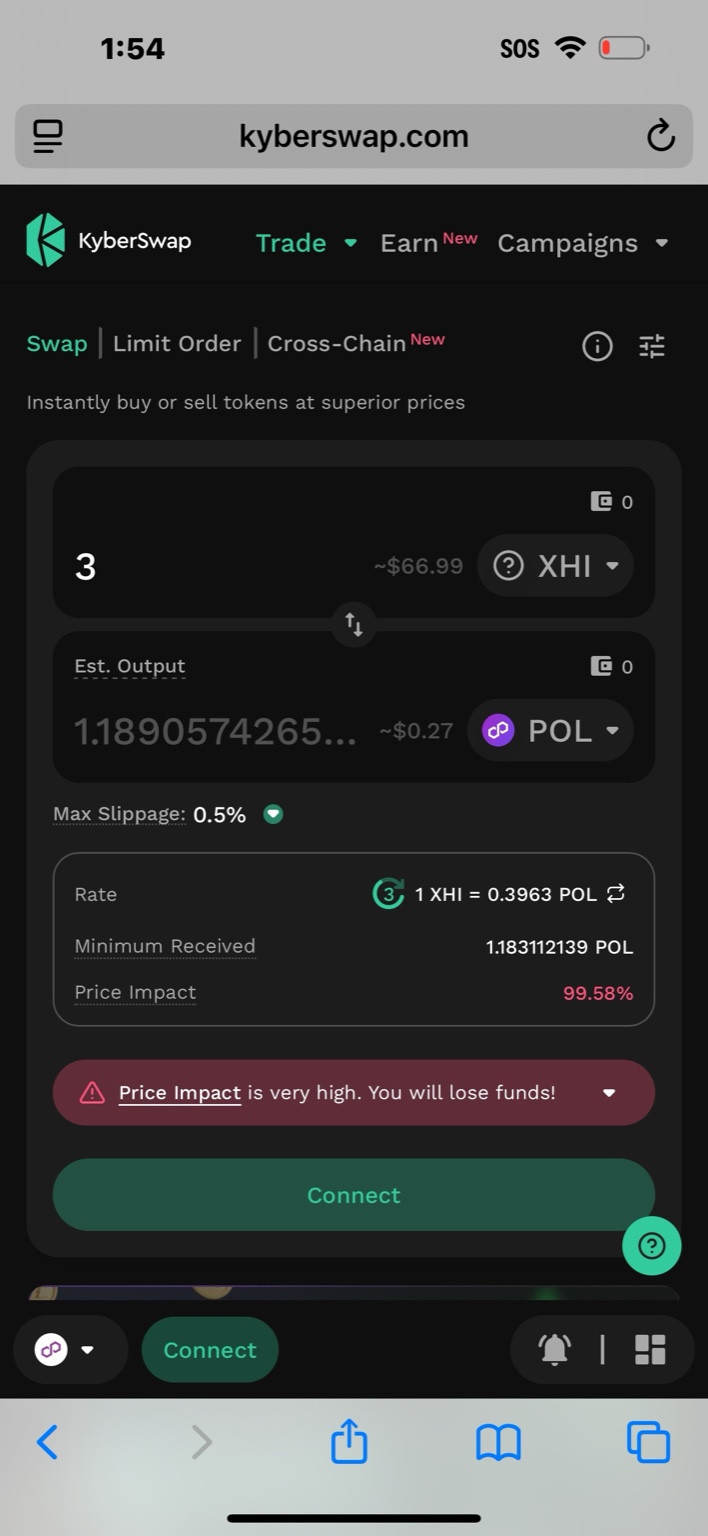 1:54 SOS
kyberswap.com
KyberSwap Trade Earn New Campaigns
Swap | Limit Order | Cross-Chain New
Instantly buy or sell tokens at superior prices
0
3 ~$66.99 XHI
Est. Output 0
1.1890574265... ~$0.27 POL
Max Slippage: 0.5%
Rate 3 1 XHI = 0.3963 POL
Minimum Received 1.183112139 POL
Price Impact 99.58%
Price Impact is very high. You will lose funds!
Connect
Connect